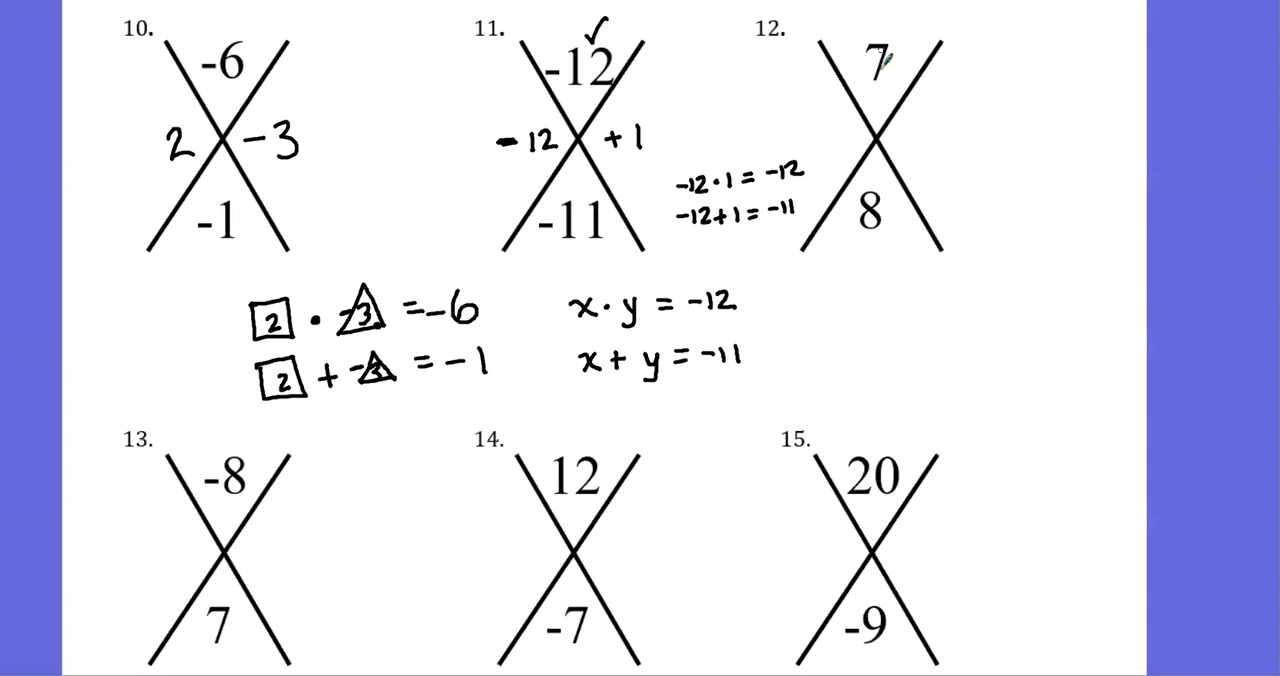 10. 11. ✓ 12.
-6 -12 7
2 -3 -12 +1
-12·1=-12
-12+1=-11
-1 -11 8
2 · -3 = -6 x·y = -12
2 + -3 = -1 x+y = -11
13. 14. 15.
-8 12 20
7 -7 -9